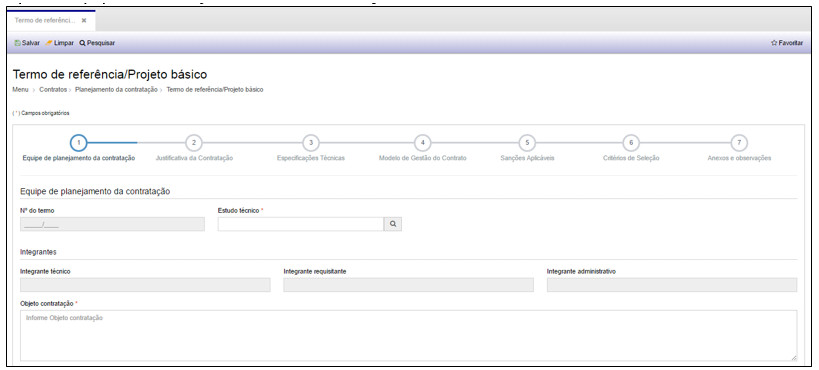 Termo de referênci... ×
Salvar Limpar Pesquisar Favoritar
Termo de referência/Projeto básico
Menu > Contratos > Planejamento da contratação > Termo de referência/Projeto básico
( * ) Campos obrigatórios
1 2 3 4 5 6 7
Equipe de planejamento da contratação Justificativa da Contratação Especificações Técnicas Modelo de Gestão do Contrato Sanções Aplicáveis Critérios de Seleção Anexos e observações
Equipe de planejamento da contratação
Nº do termo Estudo técnico *
____/____
Integrantes
Integrante técnico Integrante requisitante Integrante administrativo
Objeto contratação *
Informe Objeto contratação